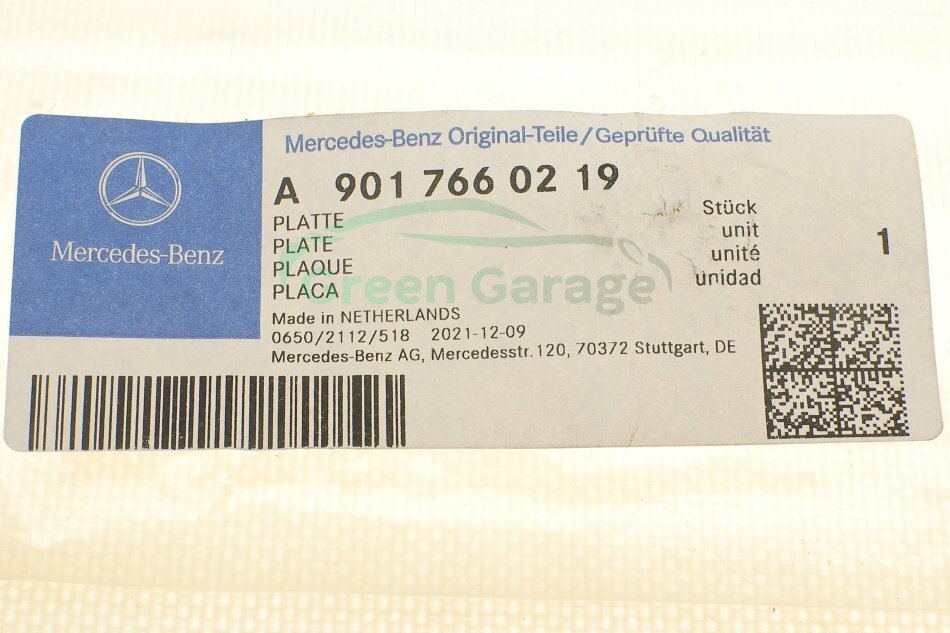 Mercedes-Benz Original-Teile/Geprüfte Qualität
Mercedes-Benz
A 901 766 0219
PLATTE
PLATE
PLAQUE
PLACA
Stück
unit
unité
unidad
1
Green Garage
Made in NETHERLANDS
0650/2112/518 2021-12-09
Mercedes-Benz AG, Mercedesstr.120, 70372 Stuttgart, DE